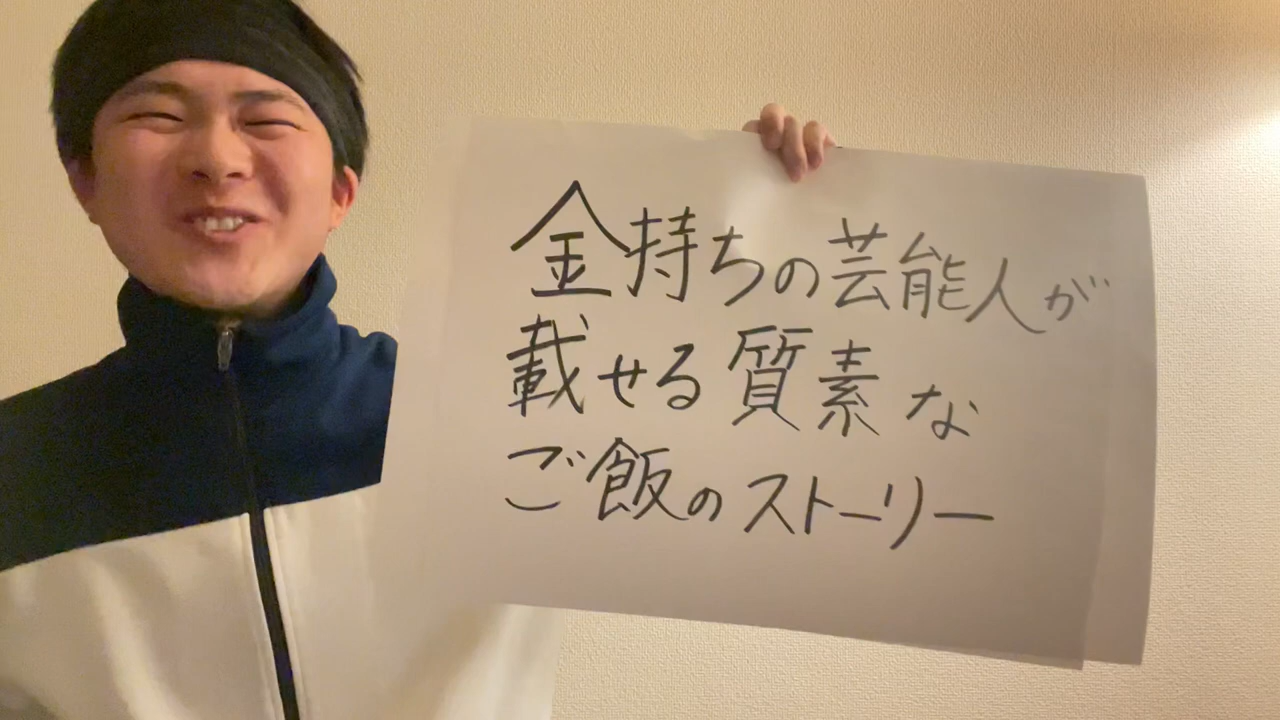 金持ちの芸能人が
載せる質素な
ご飯のストーリー